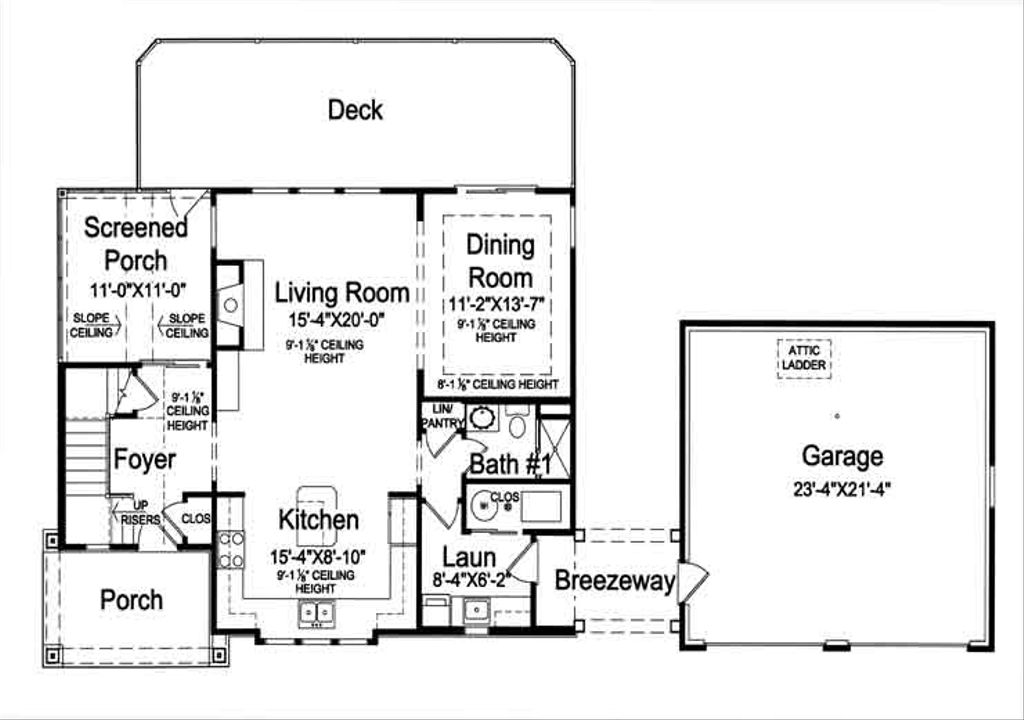 Deck
Screened
Porch
11'-0"X11'-0"
SLOPE
CEILING
SLOPE
CEILING
Living Room
15'-4"X20'-0"
9'-1 ⅛" CEILING
HEIGHT
Dining
Room
11'-2"X13'-7"
9'-1 ⅛" CEILING
HEIGHT
8'-1 ⅛" CEILING HEIGHT
ATTIC
LADDER
9'-1 ⅛"
CEILING
HEIGHT
LIN/
PANTRY
Foyer
Bath #1
Garage
23'-4"X21'-4"
UP
RISERS
CLOS
CLOS
Kitchen
15'-4"X8'-10"
9'-1 ⅛" CEILING
HEIGHT
Laun
8'-4"X6'-2"
Breezeway
Porch